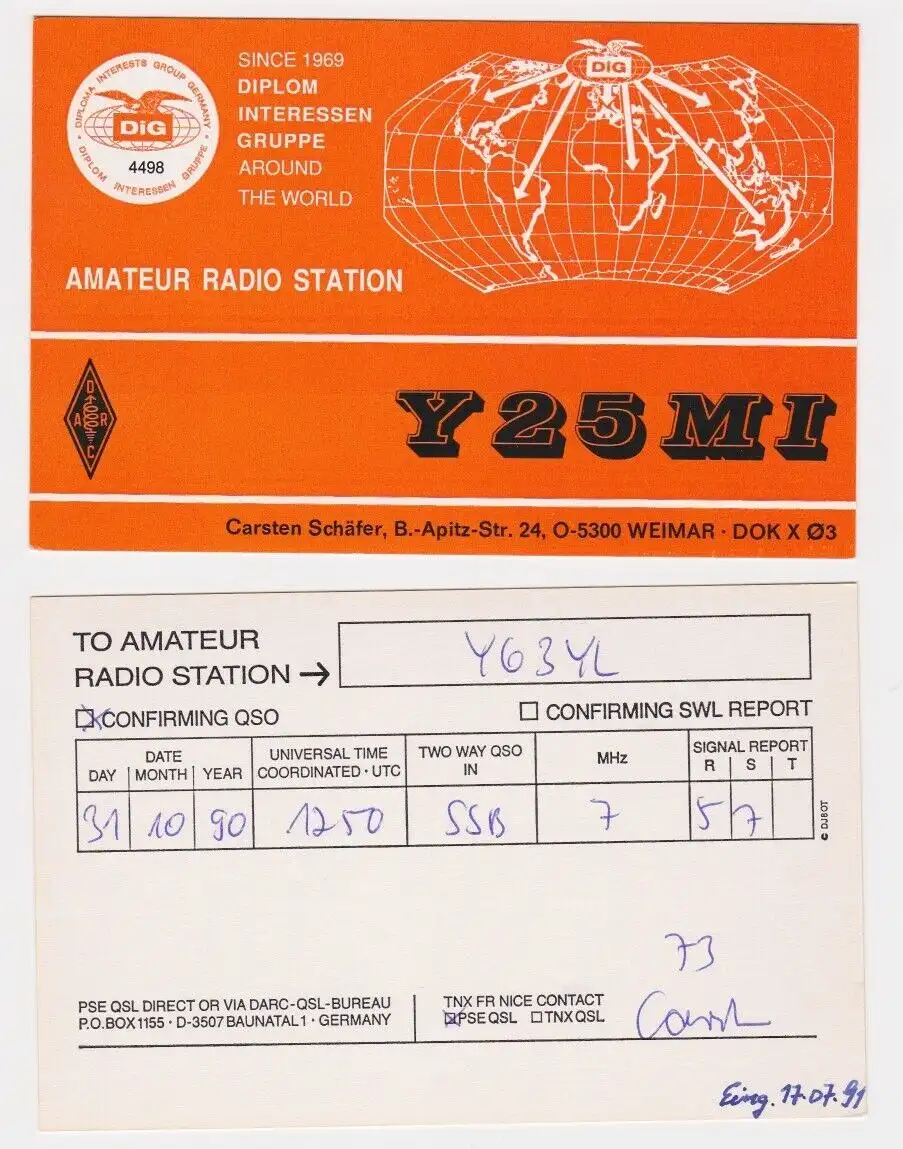 DIPLOMA INTERESTS GROUP GERMANY
DIG
4498
DIPLOM INTERESSEN GRUPPE
SINCE 1969
DIPLOM
INTERESSEN
GRUPPE
AROUND
THE WORLD
DIG
AMATEUR RADIO STATION
D
A R
C
Y25MI
Carsten Schäfer, B.-Apitz-Str. 24, O-5300 WEIMAR · DOK X Ø3
TO AMATEUR
RADIO STATION → Y63YL
☒ CONFIRMING QSO ☐ CONFIRMING SWL REPORT
DATE UNIVERSAL TIME TWO WAY QSO MHz SIGNAL REPORT
DAY MONTH YEAR COORDINATED · UTC IN R S T
31 10 90 1250 SSB 7 5 7
© DJ8OT
73
PSE QSL DIRECT OR VIA DARC-QSL-BUREAU
P.O.BOX 1155 · D-3507 BAUNATAL 1 · GERMANY
TNX FR NICE CONTACT
☒ PSE QSL ☐ TNX QSL
Eing. 17.07.91